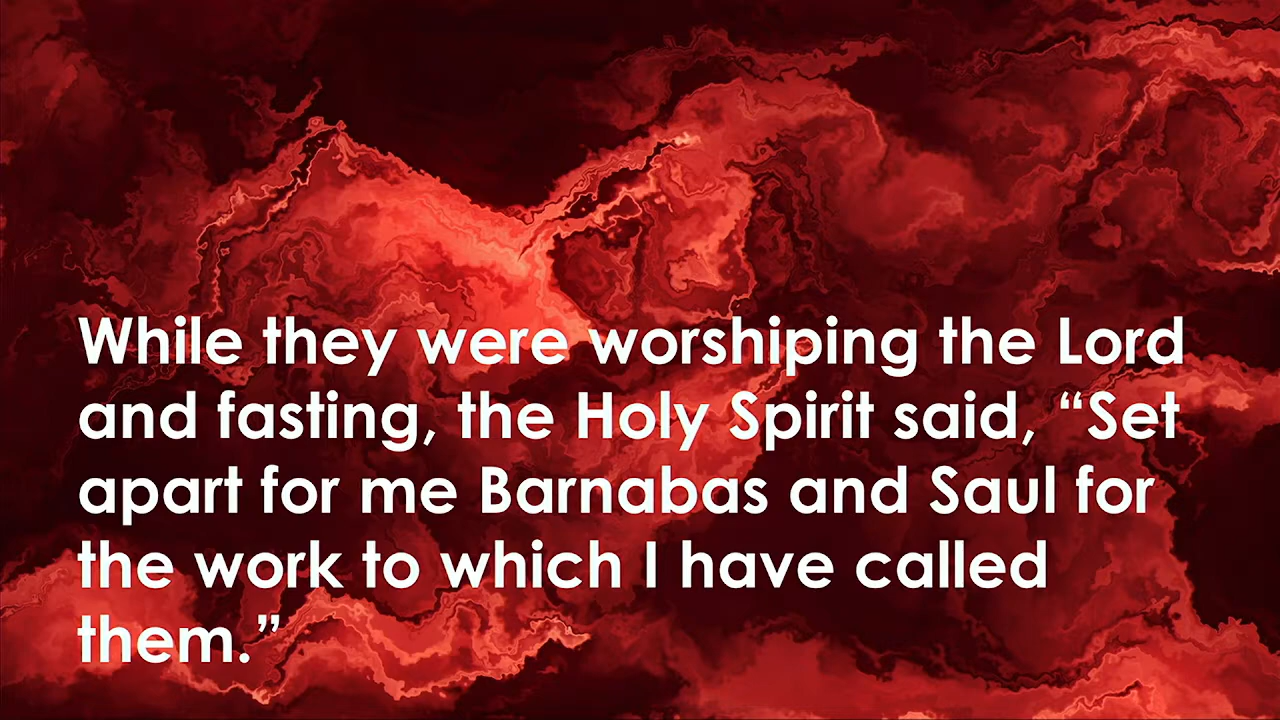 While they were worshiping the Lord
and fasting, the Holy Spirit said, “Set
apart for me Barnabas and Saul for
the work to which I have called
them.”